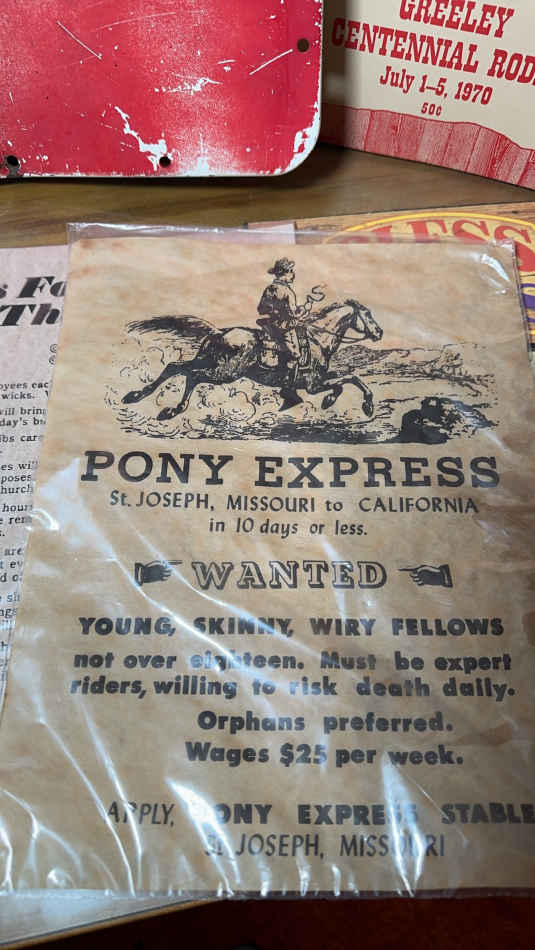 GREELEY
CENTENNIAL
July 1-5, 1970
50¢
PONY EXPRESS
St. JOSEPH, MISSOURI to CALIFORNIA
in 10 days or less.
WANTED
YOUNG, SKINNY, WIRY FELLOWS
not over eighteen. Must be expert
riders, willing to risk death daily.
Orphans preferred.
Wages $25 per week.
APPLY, PONY EXPRESS STABLE
St. JOSEPH, MISSOURI